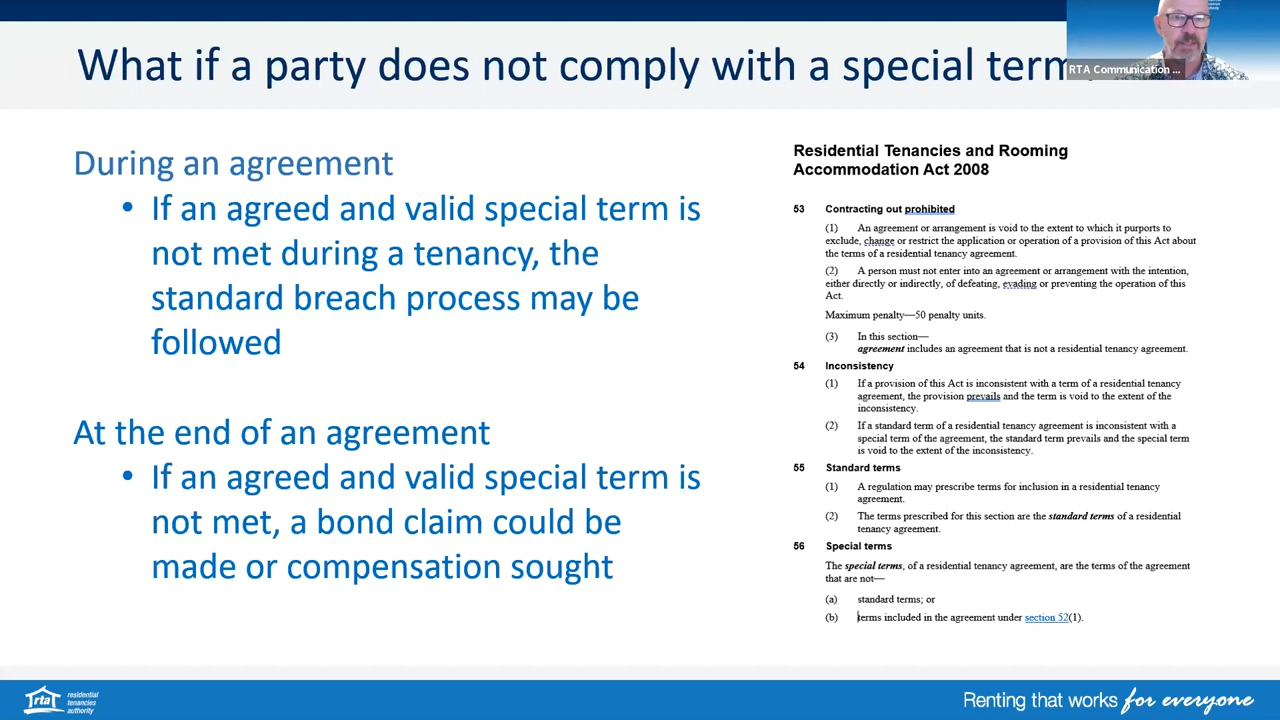 What if a party does not comply with a special term
RTA Communication ...
During an agreement
• If an agreed and valid special term is
not met during a tenancy, the
standard breach process may be
followed
At the end of an agreement
• If an agreed and valid special term is
not met, a bond claim could be
made or compensation sought
Residential Tenancies and Rooming
Accommodation Act 2008
53 Contracting out prohibited
(1) An agreement or arrangement is void to the extent to which it purports to
exclude, change or restrict the application or operation of a provision of this Act about
the terms of a residential tenancy agreement.
(2) A person must not enter into an agreement or arrangement with the intention,
either directly or indirectly, of defeating, evading or preventing the operation of this
Act.
Maximum penalty—50 penalty units.
(3) In this section—
agreement includes an agreement that is not a residential tenancy agreement.
54 Inconsistency
(1) If a provision of this Act is inconsistent with a term of a residential tenancy
agreement, the provision prevails and the term is void to the extent of the
inconsistency.
(2) If a standard term of a residential tenancy agreement is inconsistent with a
special term of the agreement, the standard term prevails and the special term
is void to the extent of the inconsistency.
55 Standard terms
(1) A regulation may prescribe terms for inclusion in a residential tenancy
agreement.
(2) The terms prescribed for this section are the standard terms of a residential
tenancy agreement.
56 Special terms
The special terms, of a residential tenancy agreement, are the terms of the agreement
that are not—
(a) standard terms; or
(b) terms included in the agreement under section 52(1).
rta
residential
tenancies
authority
Renting that works for everyone